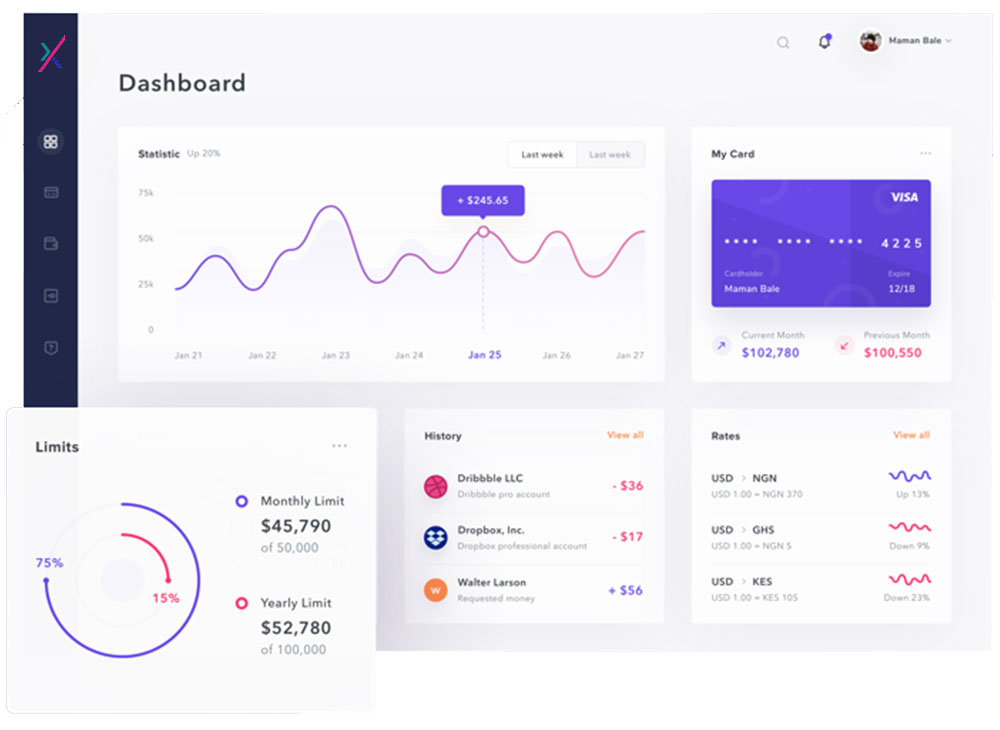 Maman Bale
Dashboard
Statistic Up 20%
Last week Last week
75k
50k
25k
0
+ $245.65
Jan 21 Jan 22 Jan 23 Jan 24 Jan 25 Jan 26 Jan 27
My Card
VISA
4225
Cardholder Expire
Maman Bale 12/18
Current Month Previous Month
$102,780 $100,550
Limits
75%
15%
Monthly Limit
$45,790
of 50,000
Yearly Limit
$52,780
of 100,000
History View all
Dribbble LLC
Dribbble pro account
- $36
Dropbox, Inc.
Dropbox professional account
- $17
W
Walter Larson
Requested money
+ $56
Rates View all
USD > NGN
USD 1.00 = NGN 370
Up 13%
USD > GHS
USD 1.00 = NGN 5
Down 9%
USD > KES
USD 1.00 = KES 105
Down 23%